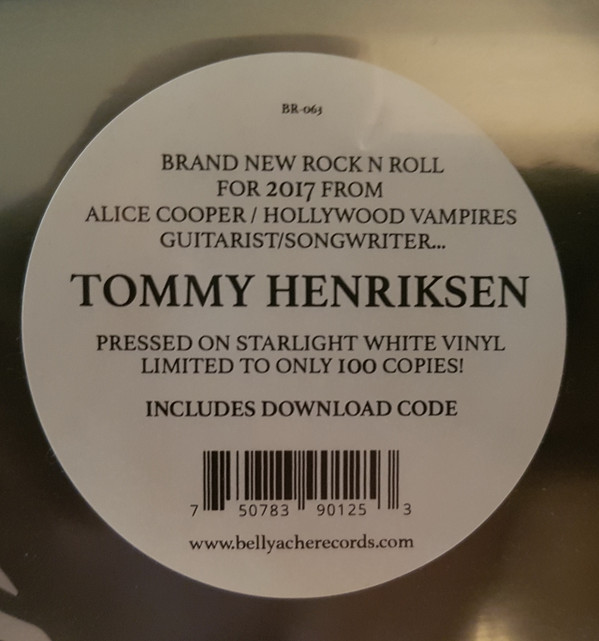 BR-063
BRAND NEW ROCK N ROLL
FOR 2017 FROM
ALICE COOPER / HOLLYWOOD VAMPIRES
GUITARIST/SONGWRITER...
TOMMY HENRIKSEN
PRESSED ON STARLIGHT WHITE VINYL
LIMITED TO ONLY 100 COPIES!
INCLUDES DOWNLOAD CODE
7 50783 90125 3
www.bellyacherecords.com